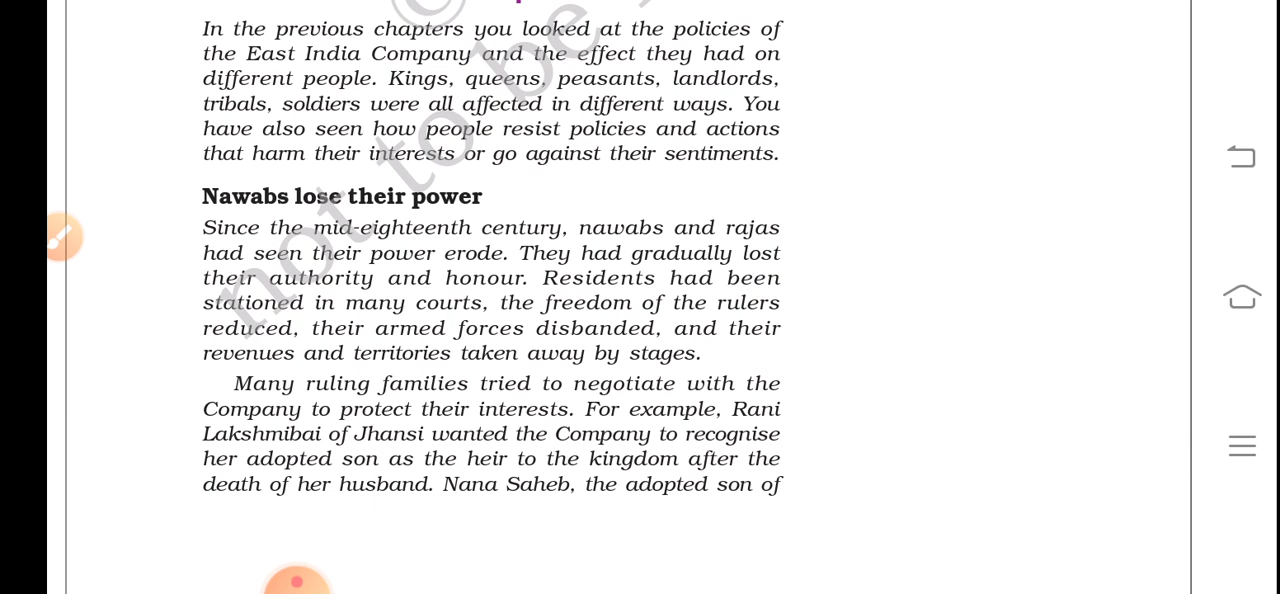 In the previous chapters you looked at the policies of
the East India Company and the effect they had on
different people. Kings, queens, peasants, landlords,
tribals, soldiers were all affected in different ways. You
have also seen how people resist policies and actions
that harm their interests or go against their sentiments.
Nawabs lose their power
Since the mid-eighteenth century, nawabs and rajas
had seen their power erode. They had gradually lost
their authority and honour. Residents had been
stationed in many courts, the freedom of the rulers
reduced, their armed forces disbanded, and their
revenues and territories taken away by stages.
Many ruling families tried to negotiate with the
Company to protect their interests. For example, Rani
Lakshmibai of Jhansi wanted the Company to recognise
her adopted son as the heir to the kingdom after the
death of her husband. Nana Saheb, the adopted son of
©
not to be